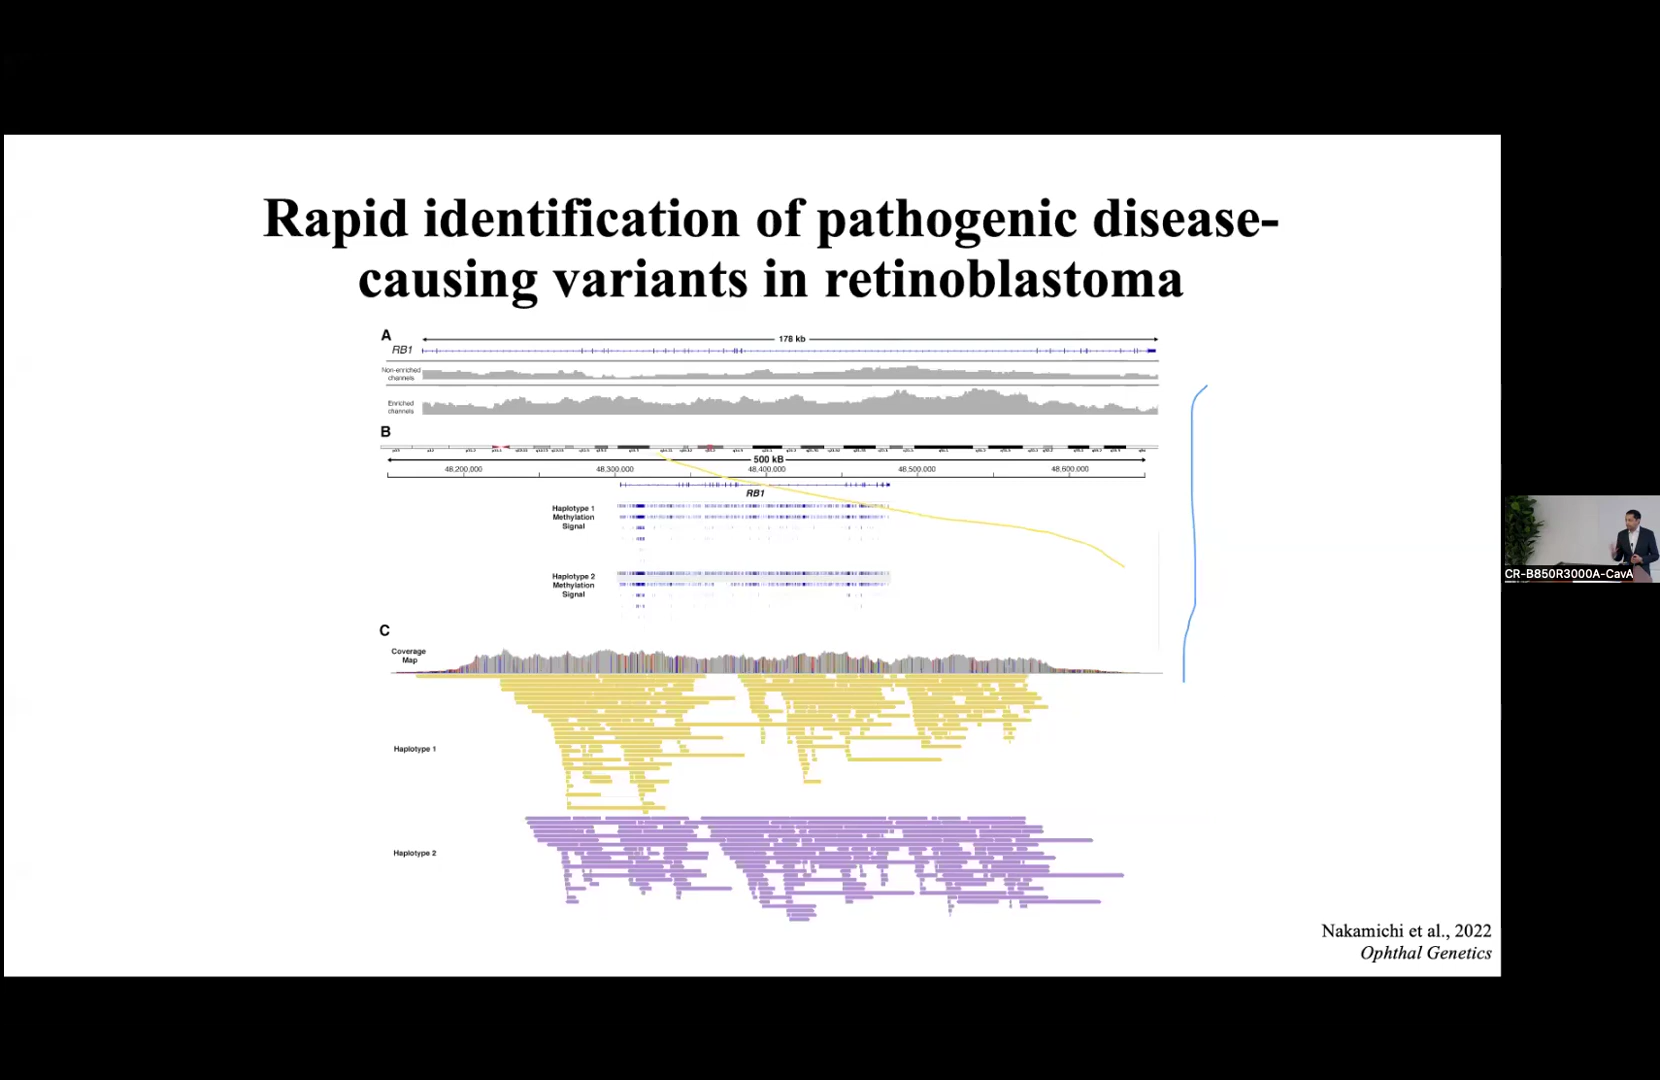 Rapid identification of pathogenic disease-
causing variants in retinoblastoma
A
178 kb
RB1
Non-enriched
channels
Enriched
channels
B
500 kB
48.200.000
48.300.000
48.400.000
48.500.000
48.600.000
RB1
Haplotype 1
Methylation
Signal
Haplotype 2
Methylation
Signal
C
Coverage
Map
Haplotype 1
Haplotype 2
Nakamichi et al., 2022
Ophthal Genetics
CR-B850R3000A-CavA